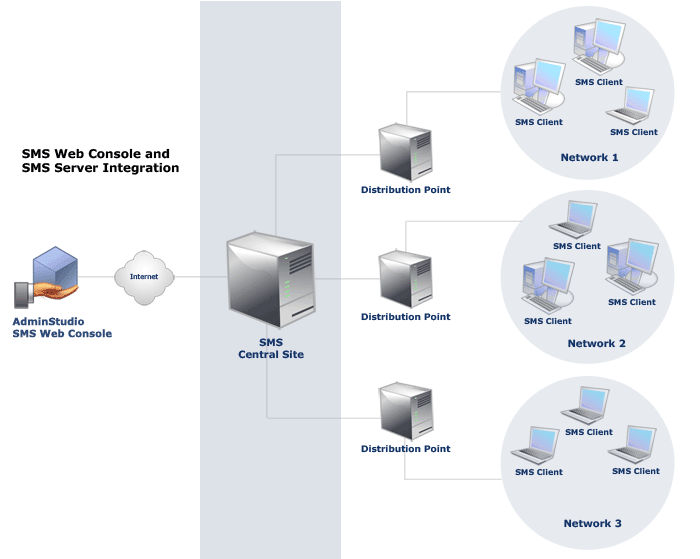 SMS Web Console and
SMS Server Integration
AdminStudio
SMS Web Console
Internet
SMS
Central Site
Distribution Point
Distribution Point
Distribution Point
SMS Client
SMS Client
SMS Client
Network 1
SMS Client
SMS Client
SMS Client
Network 2
SMS Client
SMS Client
SMS Client
Network 3